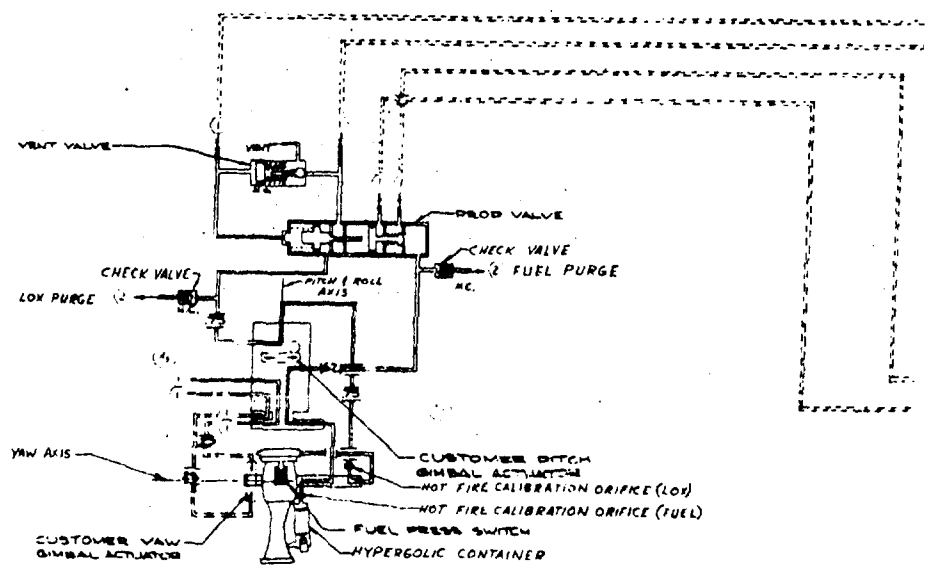 VENT VALVE
VENT
N.C.
PROP VALVE
CHECK VALVE
FUEL PURGE
N.C.
CHECK VALVE
LOX PURGE
N.C.
PITCH & ROLL
AXIS
YAW AXIS
CUSTOMER PITCH
GIMBAL ACTUATOR
HOT FIRE CALIBRATION ORIFICE (LOX)
HOT FIRE CALIBRATION ORIFICE (FUEL)
FUEL PRESS SWITCH
HYPERGOLIC CONTAINER
CUSTOMER YAW
GIMBAL ACTUATOR